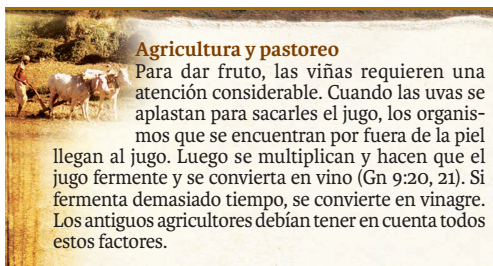 Agricultura y pastoreo
Para dar fruto, las viñas requieren una
atención considerable. Cuando las uvas se
aplastan para sacarles el jugo, los organis-
mos que se encuentran por fuera de la piel
llegan al jugo. Luego se multiplican y hacen que el
jugo fermente y se convierta en vino (Gn 9:20, 21). Si
fermenta demasiado tiempo, se convierte en vinagre.
Los antiguos agricultores debían tener en cuenta todos
estos factores.